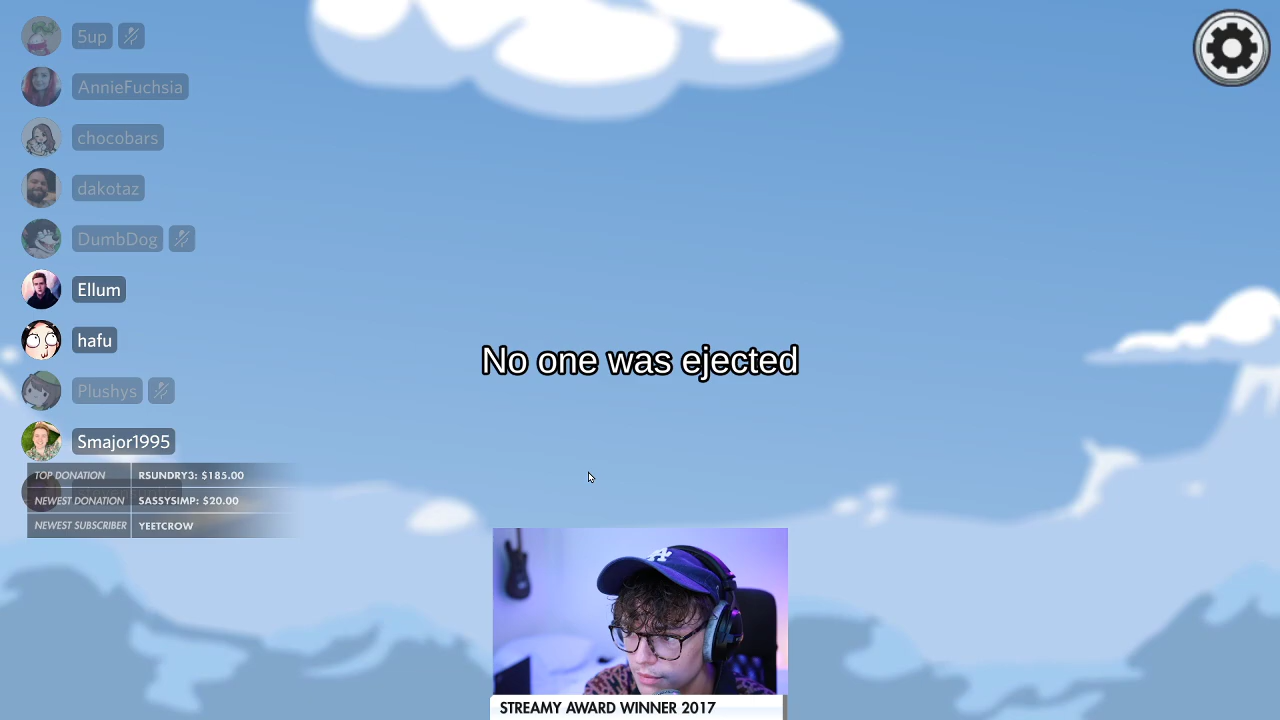 5up
AnnieFuchsia
chocobars
dakotaz
DumbDog
Ellum
hafu
No one was ejected
Plushys
Smajor1995
TOP DONATION RSUNDRY3: $185.00
NEWEST DONATION SASSYSIMP: $20.00
NEWEST SUBSCRIBER YEETCROW
LA
STREAMY AWARD WINNER 2017